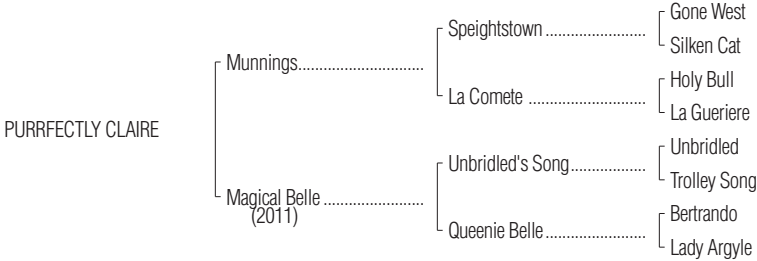 Gone West
Speightstown
Silken Cat
Munnings
Holy Bull
La Comete
La Gueriere
PURRFECTLY CLAIRE
Unbridled
Unbridled's Song
Trolley Song
Magical Belle
(2011)
Bertrando
Queenie Belle
Lady Argyle